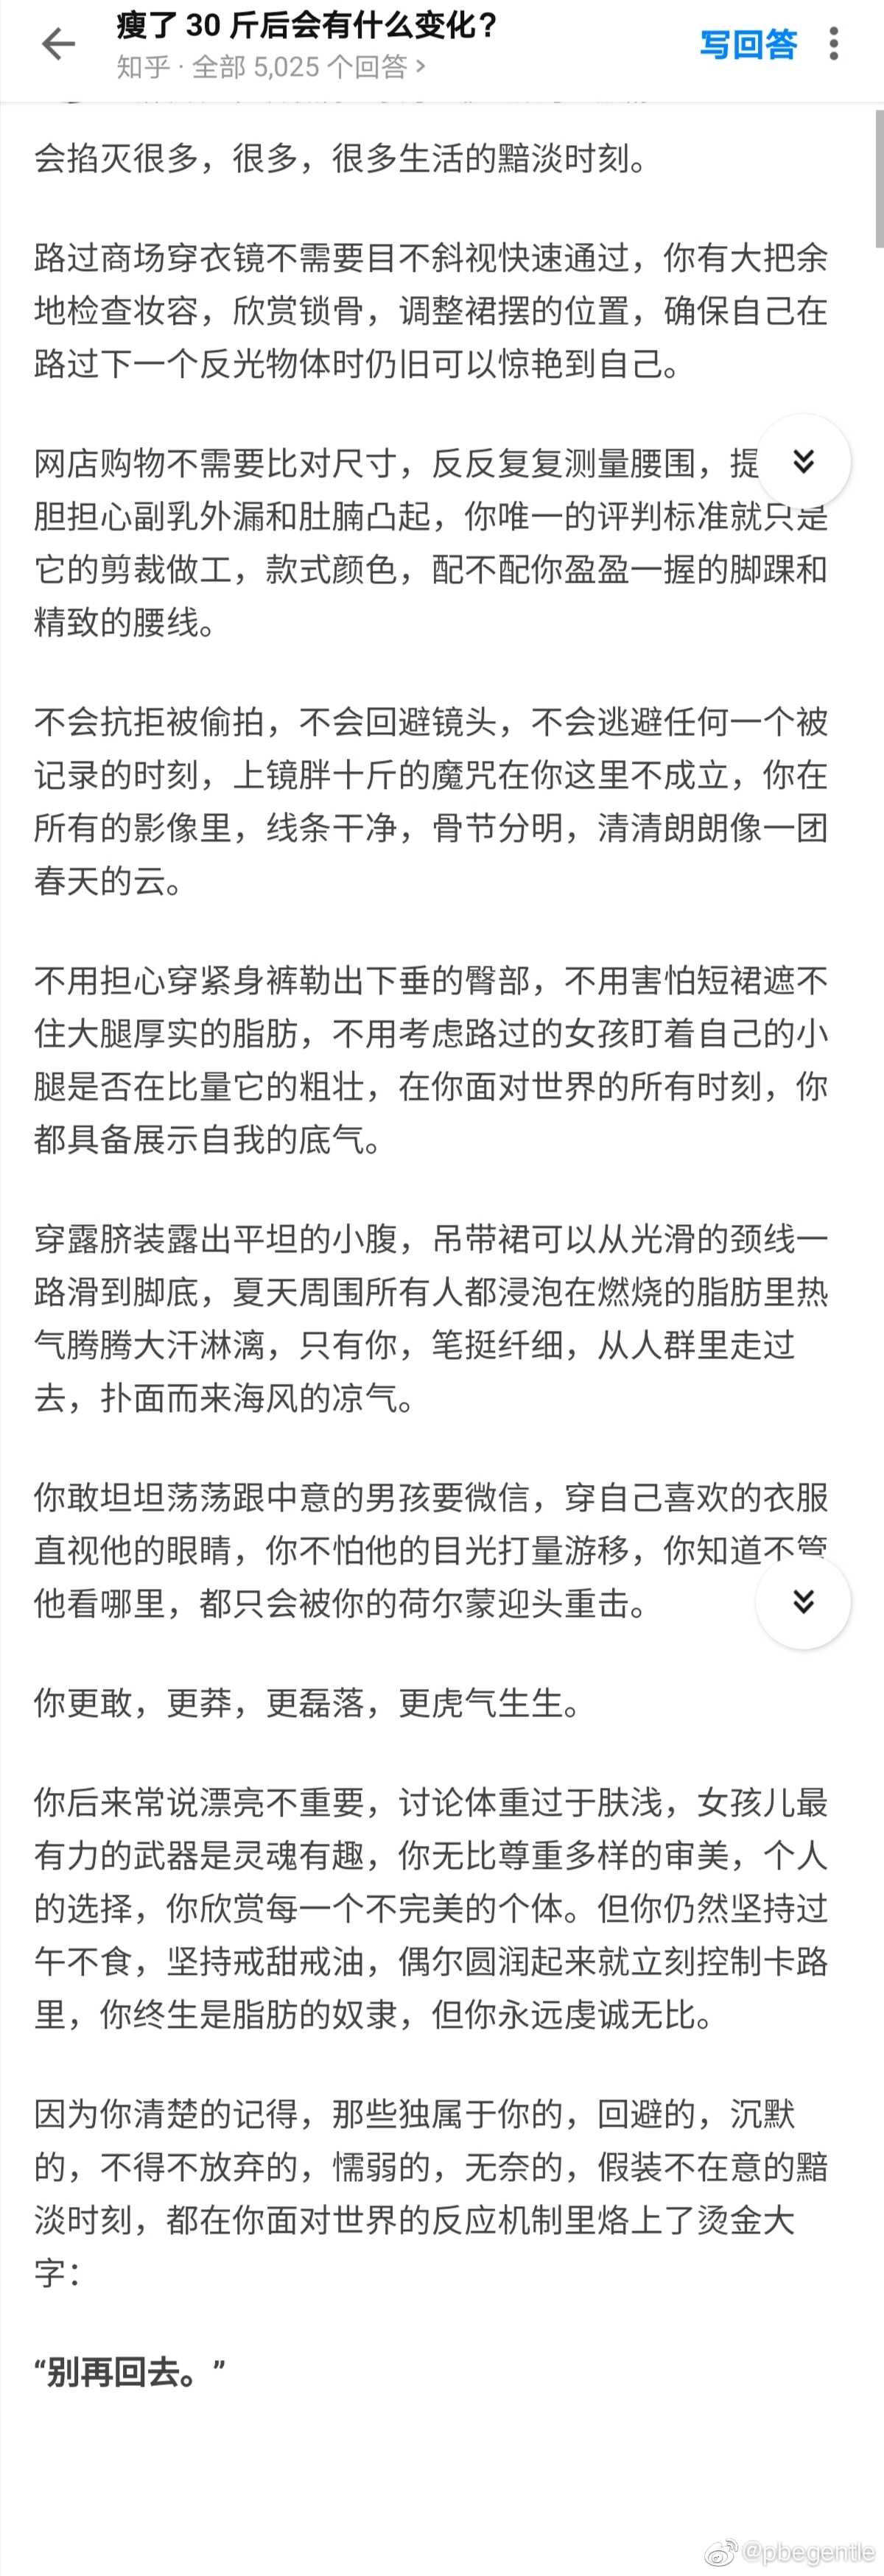 瘦了 30 斤后会有什么变化？
知乎 · 全部 5,025 个回答 >
写回答
会掐灭很多，很多，很多生活的黯淡时刻。
路过商场穿衣镜不需要目不斜视快速通过，你有大把余
地检查妆容，欣赏锁骨，调整裙摆的位置，确保自己在
路过下一个反光物体时仍旧可以惊艳到自己。
网店购物不需要比对尺寸，反反复复测量腰围，提
胆担心副乳外漏和肚腩凸起，你唯一的评判标准就只是
它的剪裁做工，款式颜色，配不配你盈盈一握的脚踝和
精致的腰线。
不会抗拒被偷拍，不会回避镜头，不会逃避任何一个被
记录的时刻，上镜胖十斤的魔咒在你这里不成立，你在
所有的影像里，线条干净，骨节分明，清清朗朗像一团
春天的云。
不用担心穿紧身裤勒出下垂的臀部，不用害怕短裙遮不
住大腿厚实的脂肪，不用考虑路过的女孩盯着自己的小
腿是否在比量它的粗壮，在你面对世界的所有时刻，你
都具备展示自我的底气。
穿露脐装露出平坦的小腹，吊带裙可以从光滑的颈线一
路滑到脚底，夏天周围所有人都浸泡在燃烧的脂肪里热
气腾腾大汗淋漓，只有你，笔挺纤细，从人群里走过
去，扑面而来海风的凉气。
你敢坦坦荡荡跟中意的男孩要微信，穿自己喜欢的衣服
直视他的眼睛，你不怕他的目光打量游移，你知道不管
他看哪里，都只会被你的荷尔蒙迎头重击。
你更敢，更莽，更磊落，更虎气生生。
你后来常说漂亮不重要，讨论体重过于肤浅，女孩儿最
有力的武器是灵魂有趣，你无比尊重多样的审美，个人
的选择，你欣赏每一个不完美的个体。但你仍然坚持过
午不食，坚持戒甜戒油，偶尔圆润起来就立刻控制卡路
里，你终生是脂肪的奴隶，但你永远虔诚无比。
因为你清楚的记得，那些独属于你的，回避的，沉默
的，不得不放弃的，懦弱的，无奈的，假装不在意的黯
淡时刻，都在你面对世界的反应机制里烙上了烫金大
字：
“别再回去。”
@pbegentle